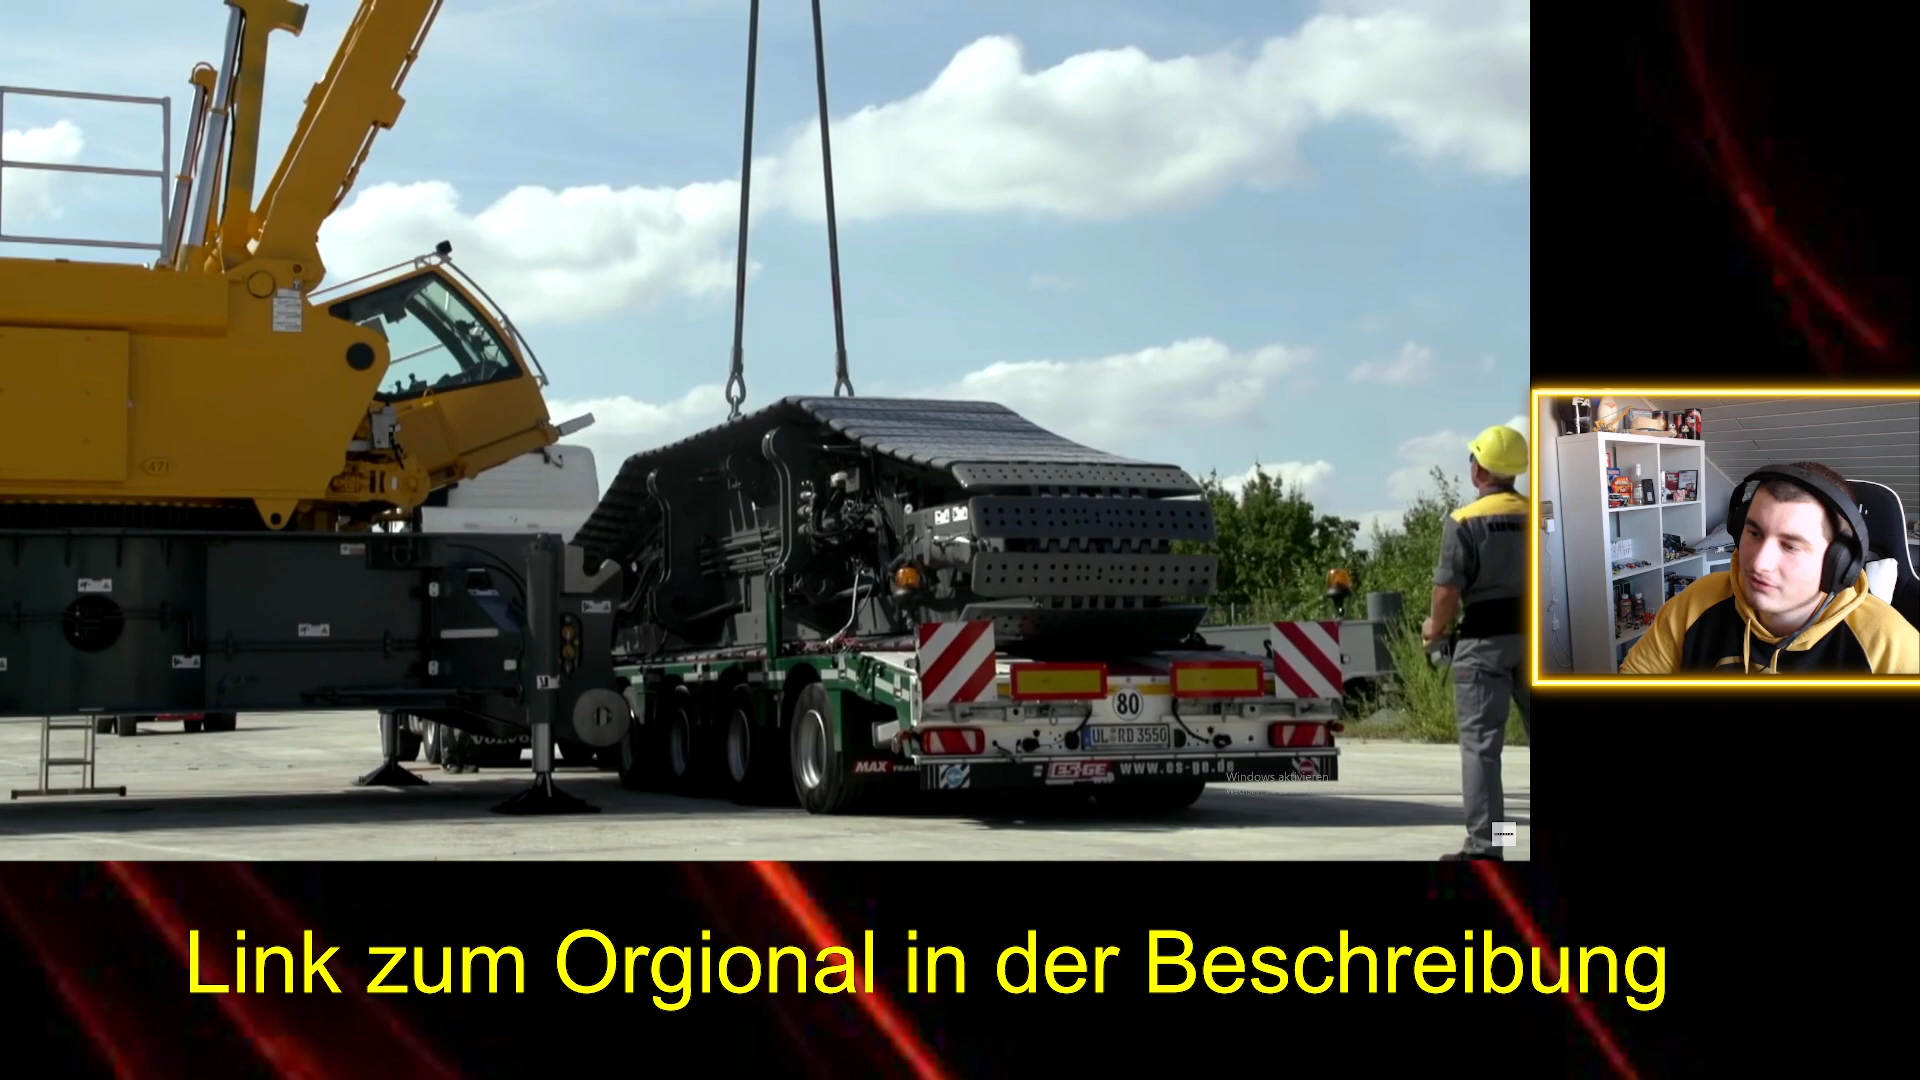 471
80
UL RD 3550
MAX
ES-GE www.es-ge.de
Windows aktivieren
Link zum Orgional in der Beschreibung